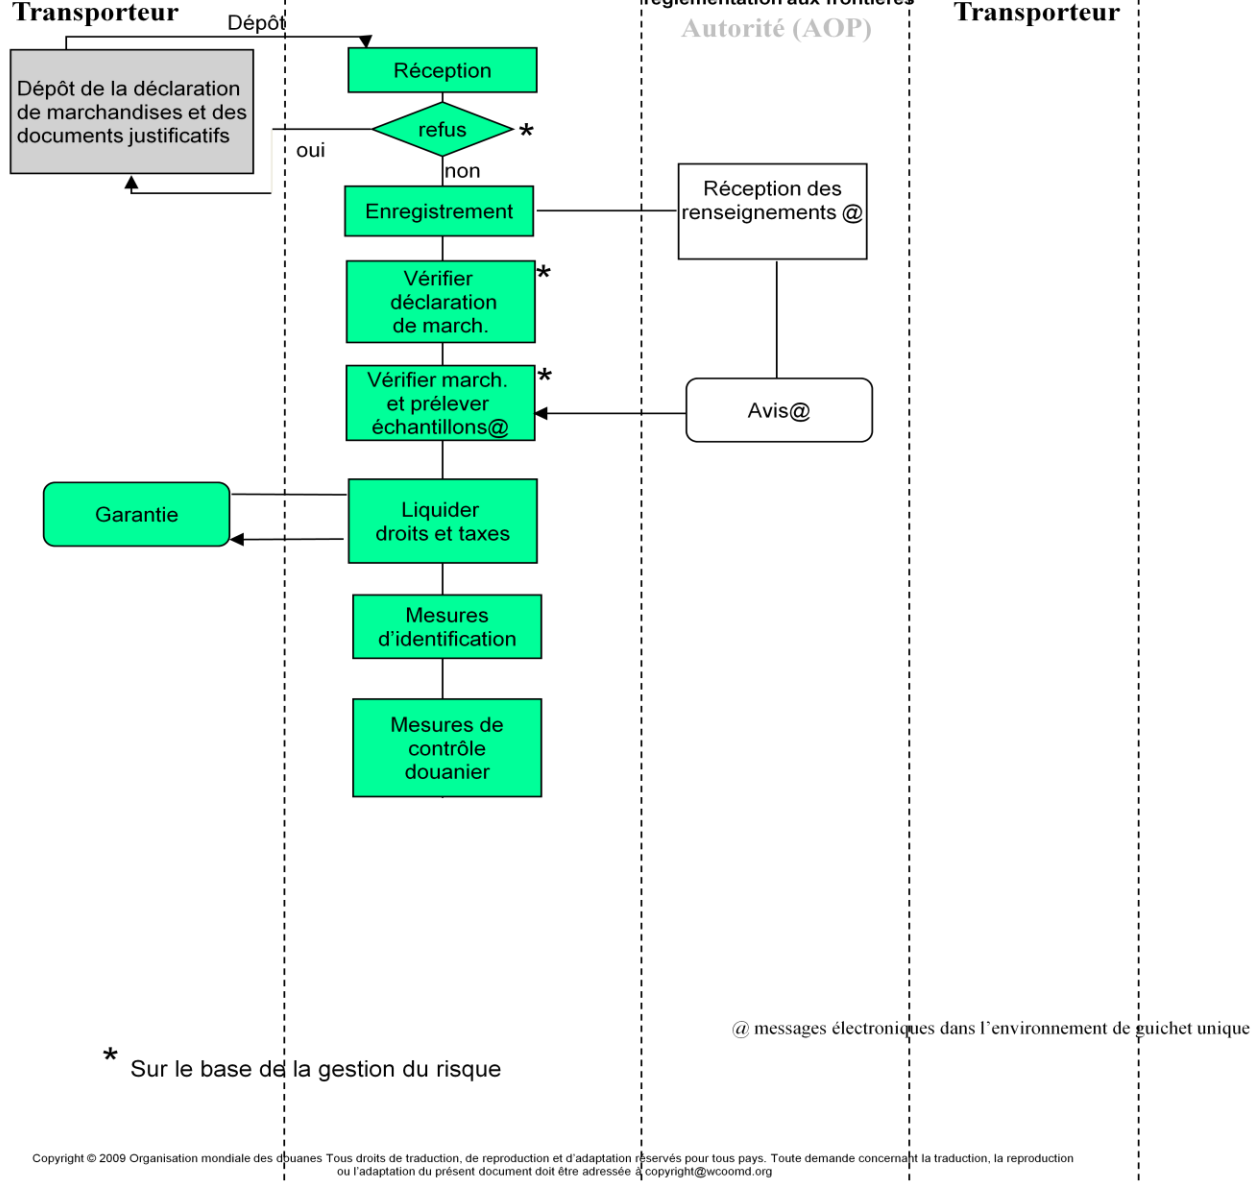 Transporteur
réglementation aux frontières
Autorité (AOP)
Transporteur
Dépôt
Dépôt de la déclaration
de marchandises et des
documents justificatifs
Réception
refus
*
oui
non
Enregistrement
Réception des
renseignements @
Vérifier
déclaration
de march.
*
Vérifier march.
et prélever
échantillons@
*
Avis@
Garantie
Liquider
droits et taxes
Mesures
d'identification
Mesures de
contrôle
douanier
@ messages électroniques dans l'environnement de guichet unique
* Sur le base de la gestion du risque
Copyright © 2009 Organisation mondiale des douanes Tous droits de traduction, de reproduction et d'adaptation réservés pour tous pays. Toute demande concernant la traduction, la reproduction
ou l'adaptation du présent document doit être adressée à copyright@wcoomd.org